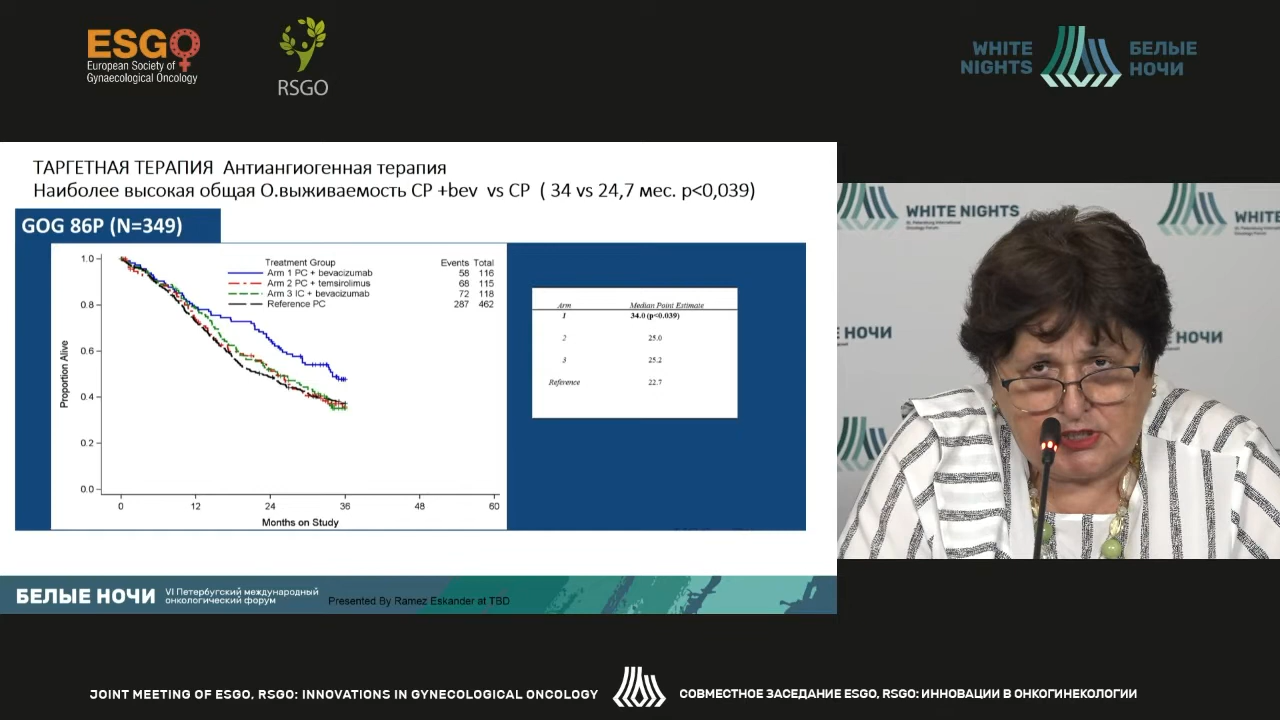 ESGO
European Society of
Gynaecological Oncology
RSGO
WHITE
NIGHTS
БЕЛЫЕ
НОЧИ
ТАРГЕТНАЯ ТЕРАПИЯ Антиангиогенная терапия
Наиболее высокая общая О.выживаемость CP +bev vs CP ( 34 vs 24,7 мес. p<0,039)
GOG 86P (N=349)
Treatment Group Events Total
Arm 1 PC + bevacizumab 58 116
Arm 2 PC + temsirolimus 68 115
Arm 3 IC + bevacizumab 72 118
Reference PC 287 462
1.0
0.8
0.6
0.4
0.2
0.0
Proportion Alive
0 12 24 36 48 60
Months on Study
Arm Median Point Estimate
1 34.0 (p<0.039)
2 25.0
3 25.2
Reference 22.7
WHITE NIGHTS
WHITE
НОЧИ
НОЧИ
БЕЛЫЕ НОЧИ
VI Петербугский международный
онкологический форум
Presented By Ramez Eskander at TBD
JOINT MEETING OF ESGO, RSGO: INNOVATIONS IN GYNECOLOGICAL ONCOLOGY
СОВМЕСТНОЕ ЗАСЕДАНИЕ ESGO, RSGO: ИННОВАЦИИ В ОНКОГИНЕКОЛОГИИ